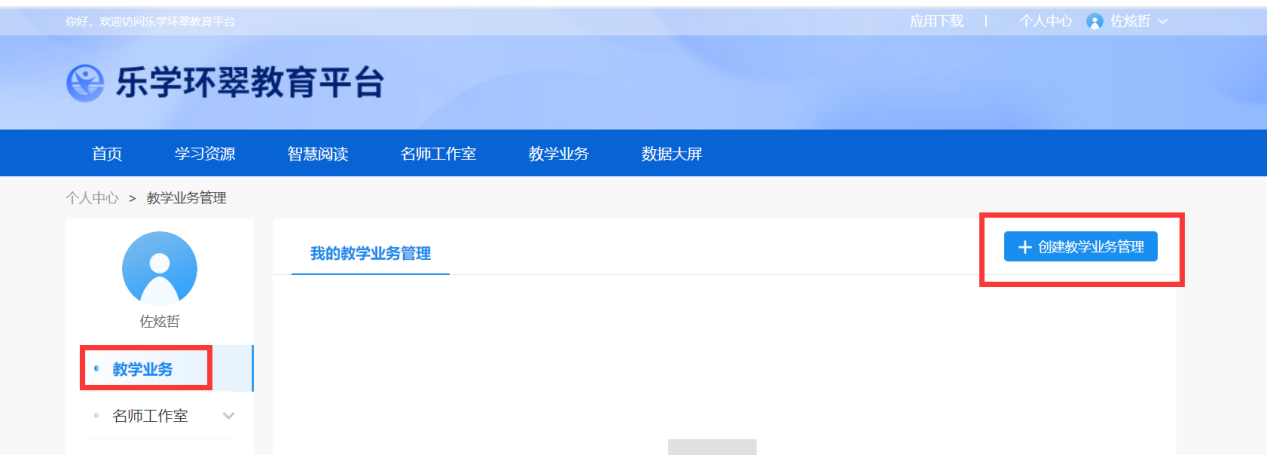 你好，欢迎访问乐学环翠教育平台
应用下载 | 个人中心 佐炫哲
乐学环翠教育平台
首页 学习资源 智慧阅读 名师工作室 教学业务 数据大屏
个人中心 > 教学业务管理
我的教学业务管理
+ 创建教学业务管理
佐炫哲
教学业务
名师工作室